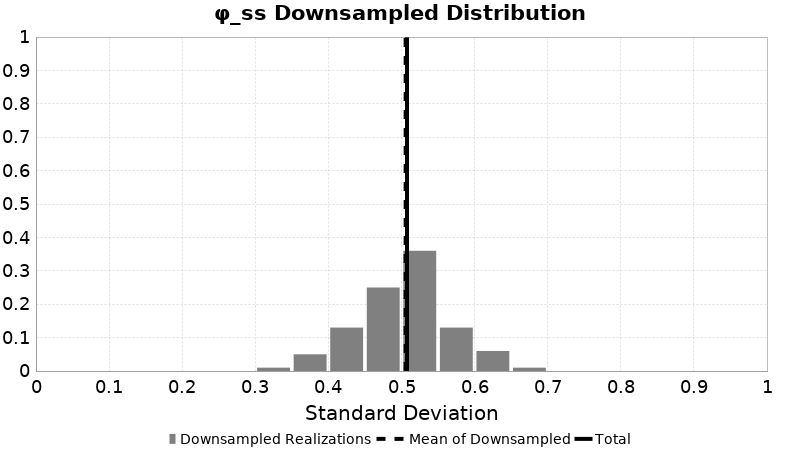 φ_ss Downsampled Distribution
1
0.9
0.8
0.7
0.6
0.5
0.4
0.3
0.2
0.1
0
0 0.1 0.2 0.3 0.4 0.5 0.6 0.7 0.8 0.9 1
Standard Deviation
Downsampled Realizations Mean of Downsampled Total